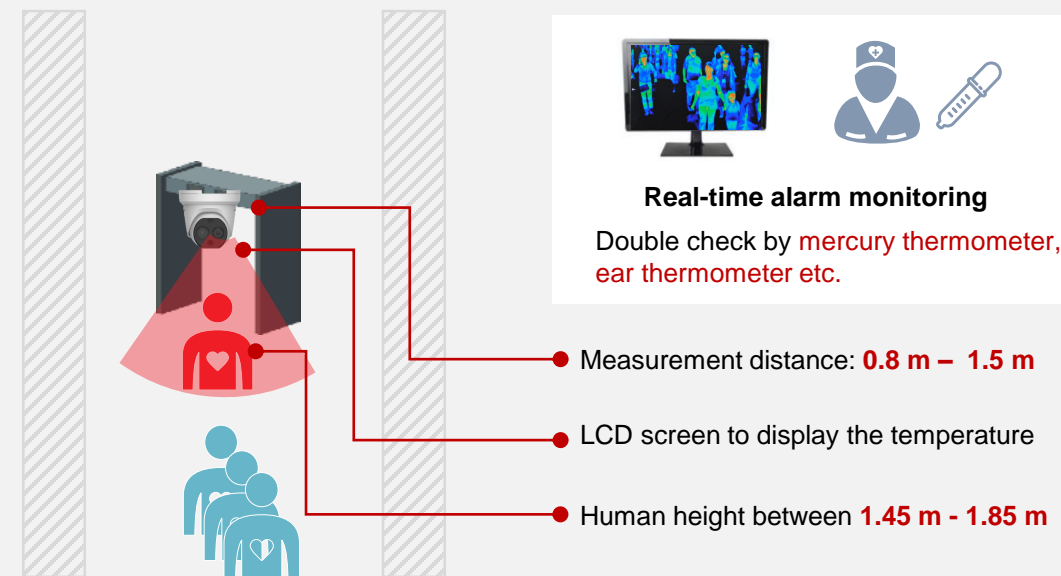 Real-time alarm monitoring
Double check by mercury thermometer,
ear thermometer etc.
Measurement distance: 0.8 m – 1.5 m
LCD screen to display the temperature
Human height between 1.45 m - 1.85 m